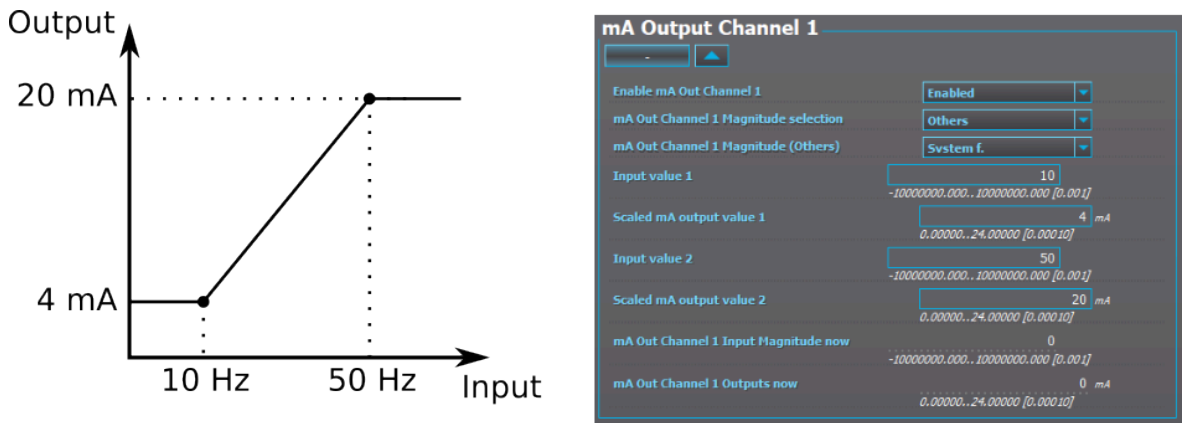 Output
20 mA
4 mA
10 Hz
50 Hz
Input
mA Output Channel 1
-
Enable mA Out Channel 1 Enabled
mA Out Channel 1 Magnitude selection Others
mA Out Channel 1 Magnitude (Others) System f.
Input value 1 10
-10000000.000..10000000.000 [0.001]
Scaled mA output value 1 4 mA
0.00000..24.00000 [0.00010]
Input value 2 50
-10000000.000..10000000.000 [0.001]
Scaled mA output value 2 20 mA
0.00000..24.00000 [0.00010]
mA Out Channel 1 Input Magnitude now 0
-10000000.000..10000000.000 [0.001]
mA Out Channel 1 Outputs now 0 mA
0.00000..24.00000 [0.00010]